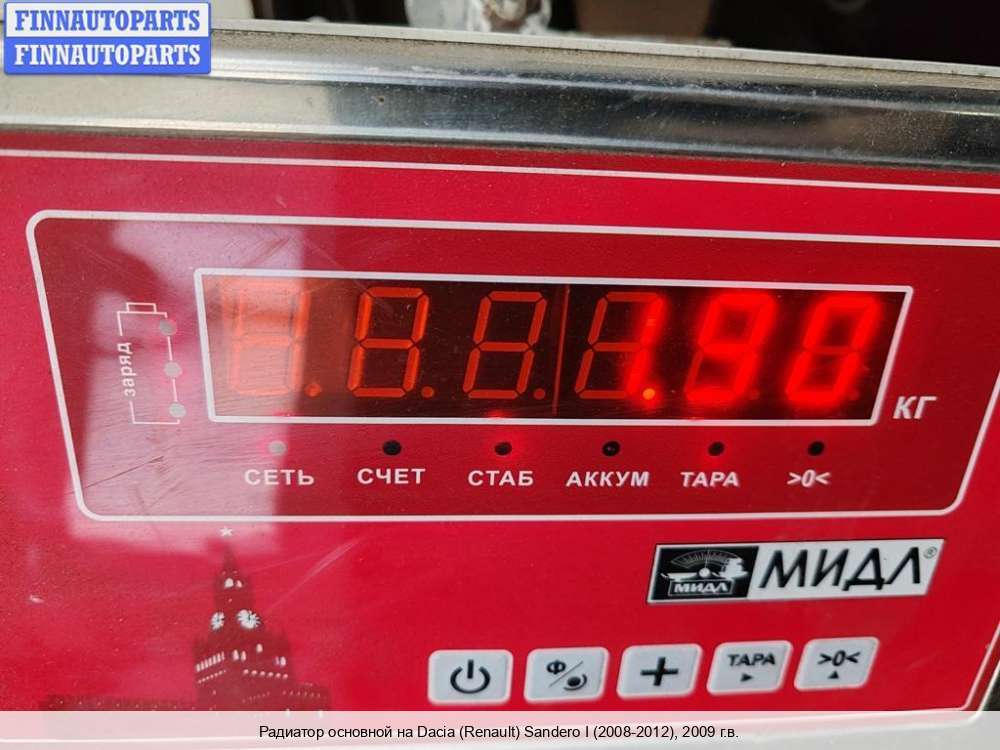 FINNAUTOPARTS
FINNAUTOPARTS
заряд
1.90
КГ
СЕТЬ СЧЕТ СТАБ АККУМ ТАРА >0<
МИДЛ МИДЛ®
Ф ТАРА >0<
Радиатор основной на Dacia (Renault) Sandero I (2008-2012), 2009 г.в.